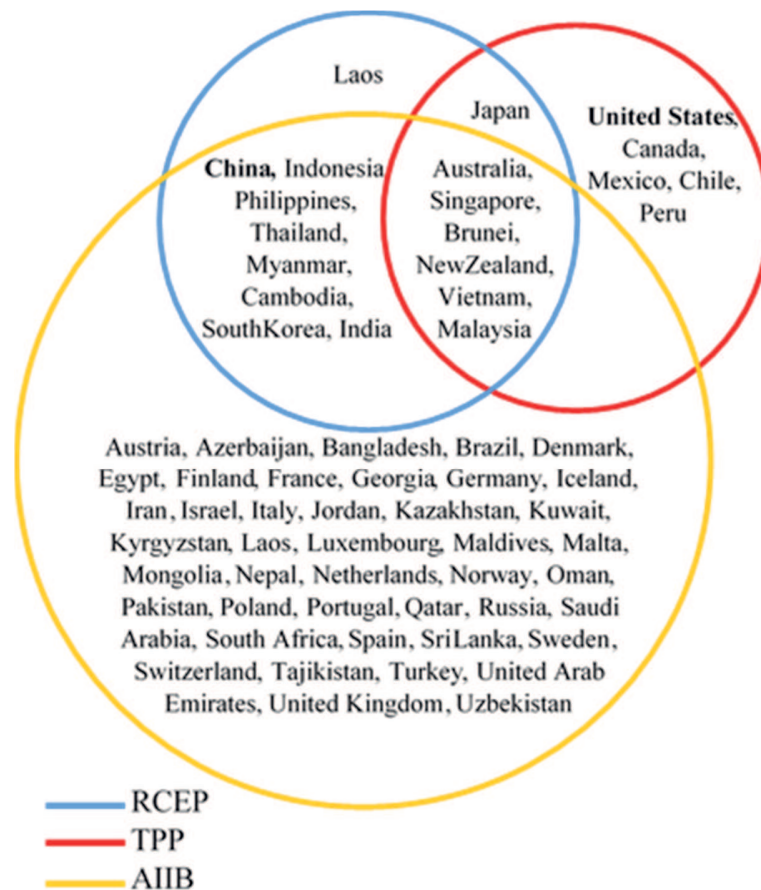 Laos
Japan
United States,
Canada,
Mexico, Chile,
Peru
China, Indonesia
Philippines,
Thailand,
Myanmar,
Cambodia,
SouthKorea, India
Australia,
Singapore,
Brunei,
NewZealand,
Vietnam,
Malaysia
Austria, Azerbaijan, Bangladesh, Brazil, Denmark,
Egypt, Finland, France, Georgia, Germany, Iceland,
Iran, Israel, Italy, Jordan, Kazakhstan, Kuwait,
Kyrgyzstan, Laos, Luxembourg, Maldives, Malta,
Mongolia, Nepal, Netherlands, Norway, Oman,
Pakistan, Poland, Portugal, Qatar, Russia, Saudi
Arabia, South Africa, Spain, SriLanka, Sweden,
Switzerland, Tajikistan, Turkey, United Arab
Emirates, United Kingdom, Uzbekistan
RCEP
TPP
AIIB